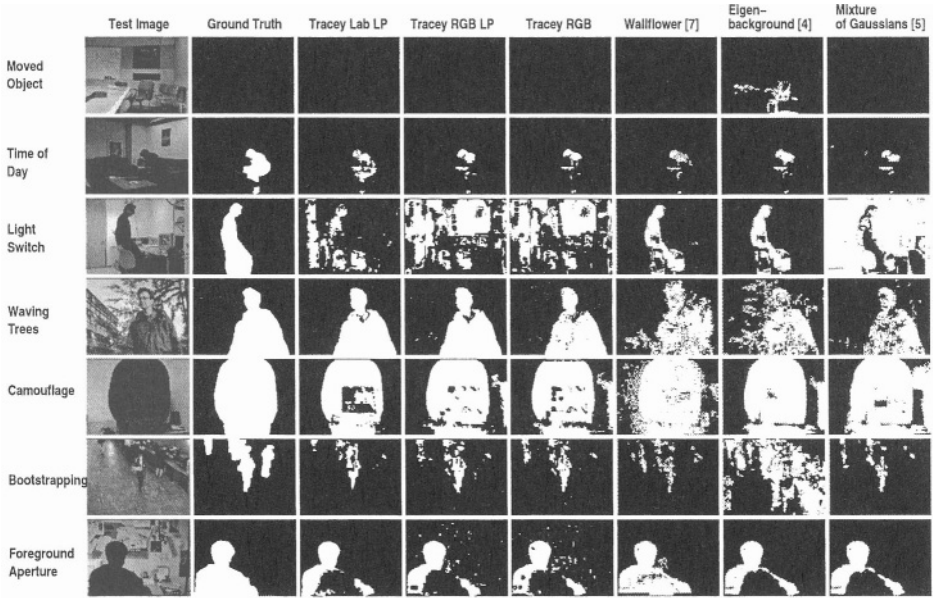 Test Image Ground Truth Tracey Lab LP Tracey RGB LP Tracey RGB Wallflower [7] Eigen-
background [4] Mixture
of Gaussians [5]
Moved
Object
Time of
Day
Light
Switch
Waving
Trees
Camouflage
Bootstrapping
Foreground
Aperture